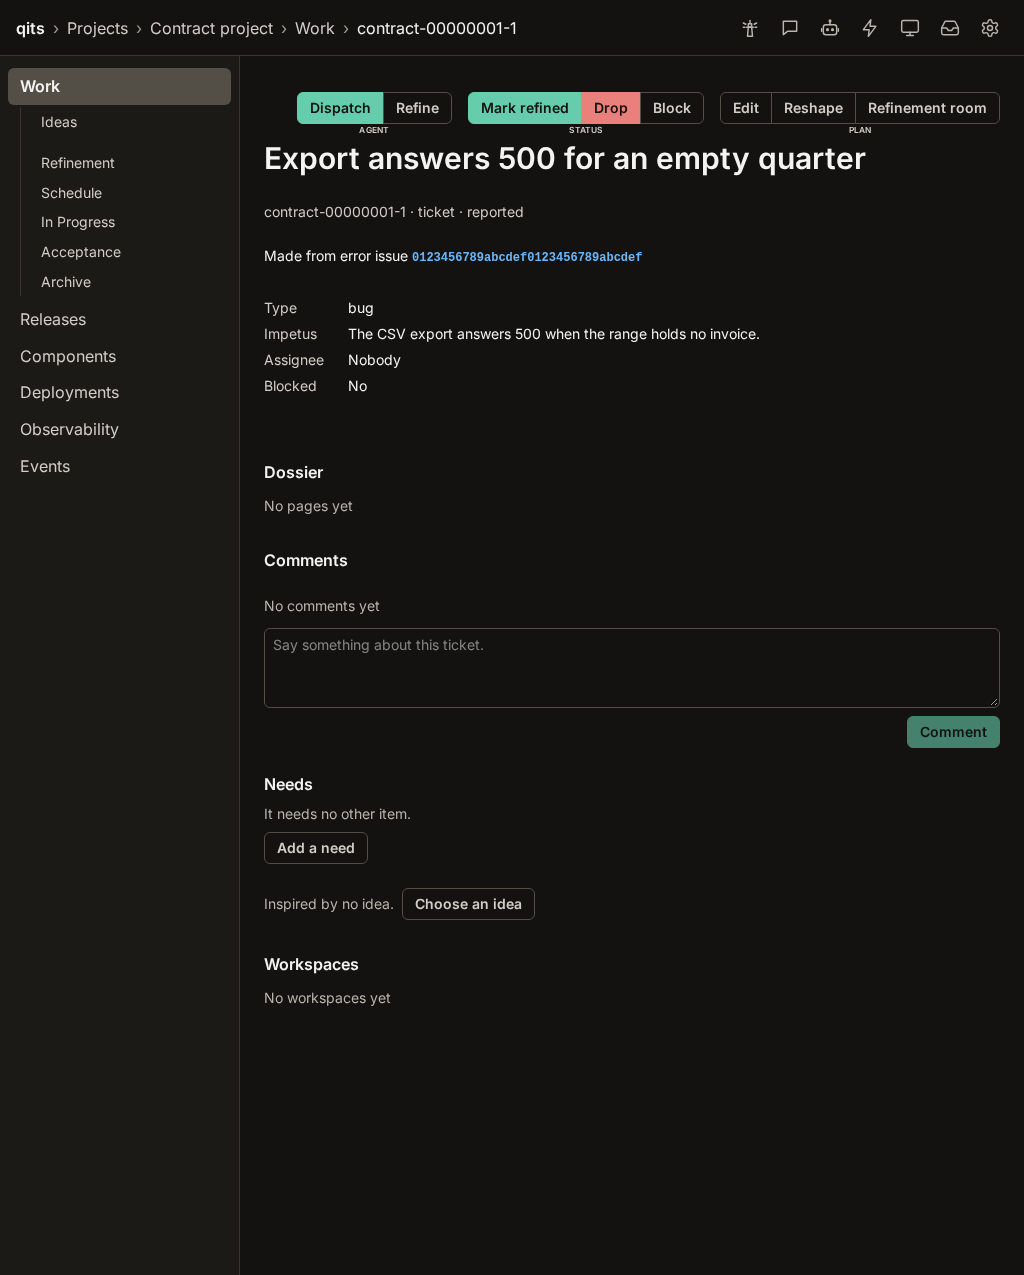 qits › Projects › Contract project › Work › contract-00000001-1
Work
Ideas
Refinement
Schedule
In Progress
Acceptance
Archive
Releases
Components
Deployments
Observability
Events
Dispatch Refine Mark refined Drop Block Edit Reshape Refinement room
AGENT STATUS PLAN
Export answers 500 for an empty quarter
contract-00000001-1 · ticket · reported
Made from error issue 0123456789abcdef0123456789abcdef
Type bug
Impetus The CSV export answers 500 when the range holds no invoice.
Assignee Nobody
Blocked No
Dossier
No pages yet
Comments
No comments yet
Say something about this ticket.
Comment
Needs
It needs no other item.
Add a need
Inspired by no idea. Choose an idea
Workspaces
No workspaces yet